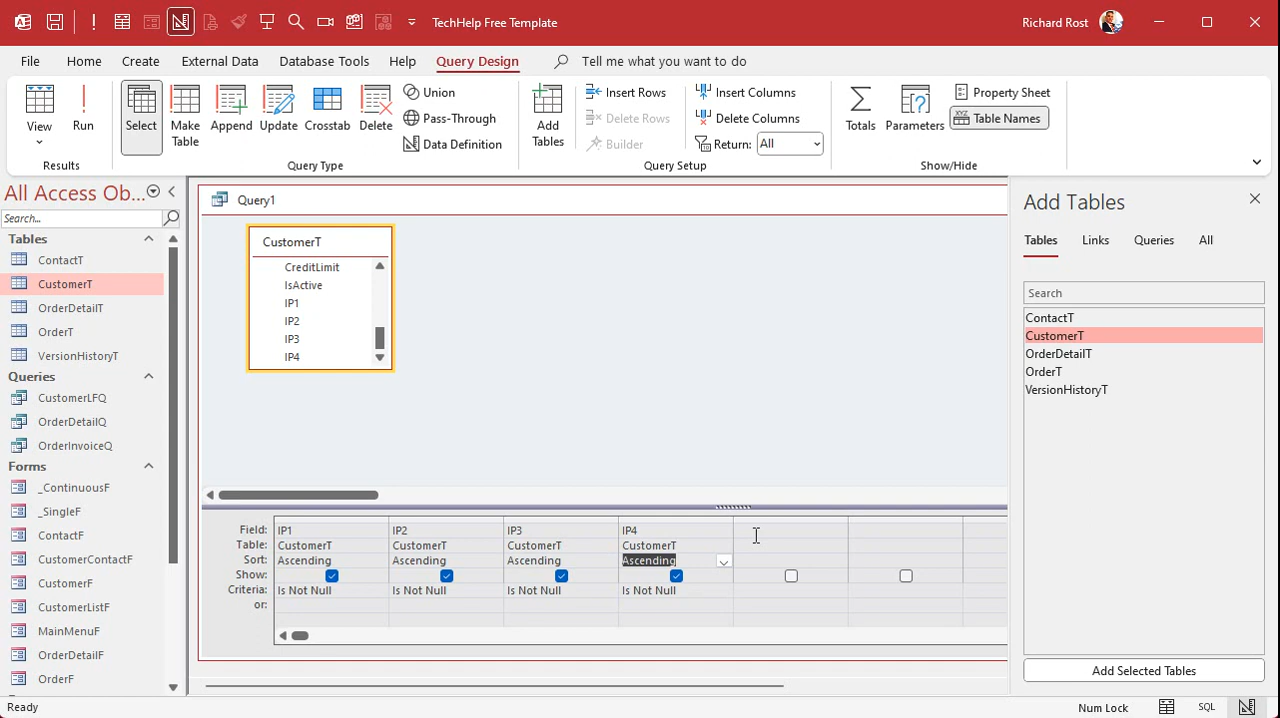 TechHelp Free Template
Richard Rost
File
Home
Create
External Data
Database Tools
Help
Query Design
Tell me what you want to do
View
Run
Results
Select
Make Table
Append
Update
Crosstab
Delete
Union
Pass-Through
Data Definition
Query Type
Add Tables
Insert Rows
Delete Rows
Builder
Insert Columns
Delete Columns
Return: All
Query Setup
Totals
Parameters
Property Sheet
Table Names
Show/Hide
All Access Ob...
Search...
Tables
ContactT
CustomerT
OrderDetailT
OrderT
VersionHistoryT
Queries
CustomerLFQ
OrderDetailQ
OrderInvoiceQ
Forms
_ContinuousF
_SingleF
ContactF
CustomerContactF
CustomerF
CustomerListF
MainMenuF
OrderDetailF
OrderF
Query1
CustomerT
CreditLimit
IsActive
IP1
IP2
IP3
IP4
Field: IP1 IP2 IP3 IP4
Table: CustomerT CustomerT CustomerT CustomerT
Sort: Ascending Ascending Ascending Ascending
Show:
Criteria: Is Not Null Is Not Null Is Not Null Is Not Null
or:
Add Tables
Tables Links Queries All
Search
ContactT
CustomerT
OrderDetailT
OrderT
VersionHistoryT
Add Selected Tables
Ready
Num Lock
SQL